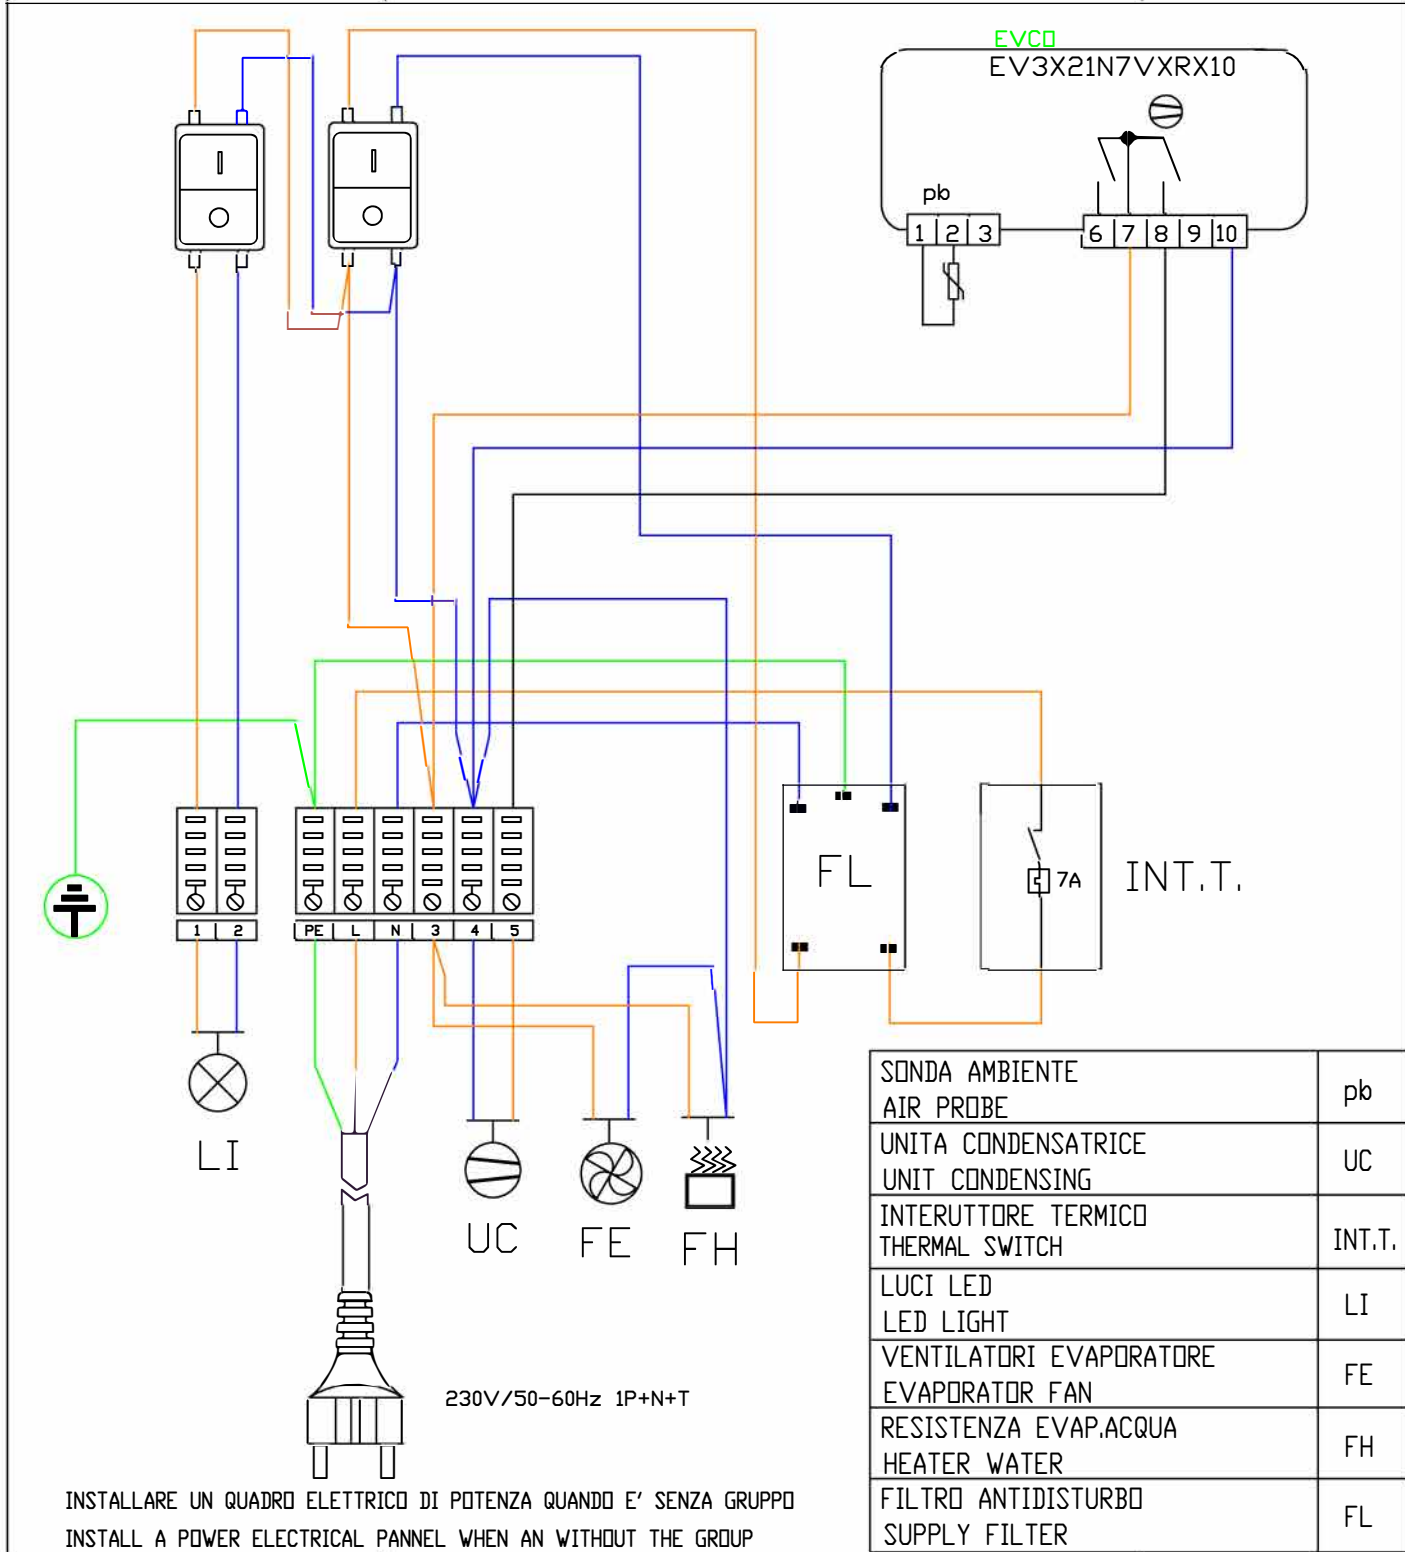 EVCO
EV3X21N7VXRX10
pb
1 2 3
6 7 8 9 10
FL
7A
INT.T.
1 2
PE L N 3 4 5
LI
UC
FE
FH
230V/50-60Hz 1P+N+T
INSTALLARE UN QUADRO ELETTRICO DI POTENZA QUANDO E' SENZA GRUPPO
INSTALL A POWER ELECTRICAL PANNEL WHEN AN WITHOUT THE GROUP
SONDA AMBIENTE
AIR PROBE
pb
UNITA CONDENSATRICE
UNIT CONDENSING
UC
INTERUTTORE TERMICO
THERMAL SWITCH
INT.T.
LUCI LED
LED LIGHT
LI
VENTILATORI EVAPORATORE
EVAPORATOR FAN
FE
RESISTENZA EVAP.ACQUA
HEATER WATER
FH
FILTRO ANTIDISTURBO
SUPPLY FILTER
FL